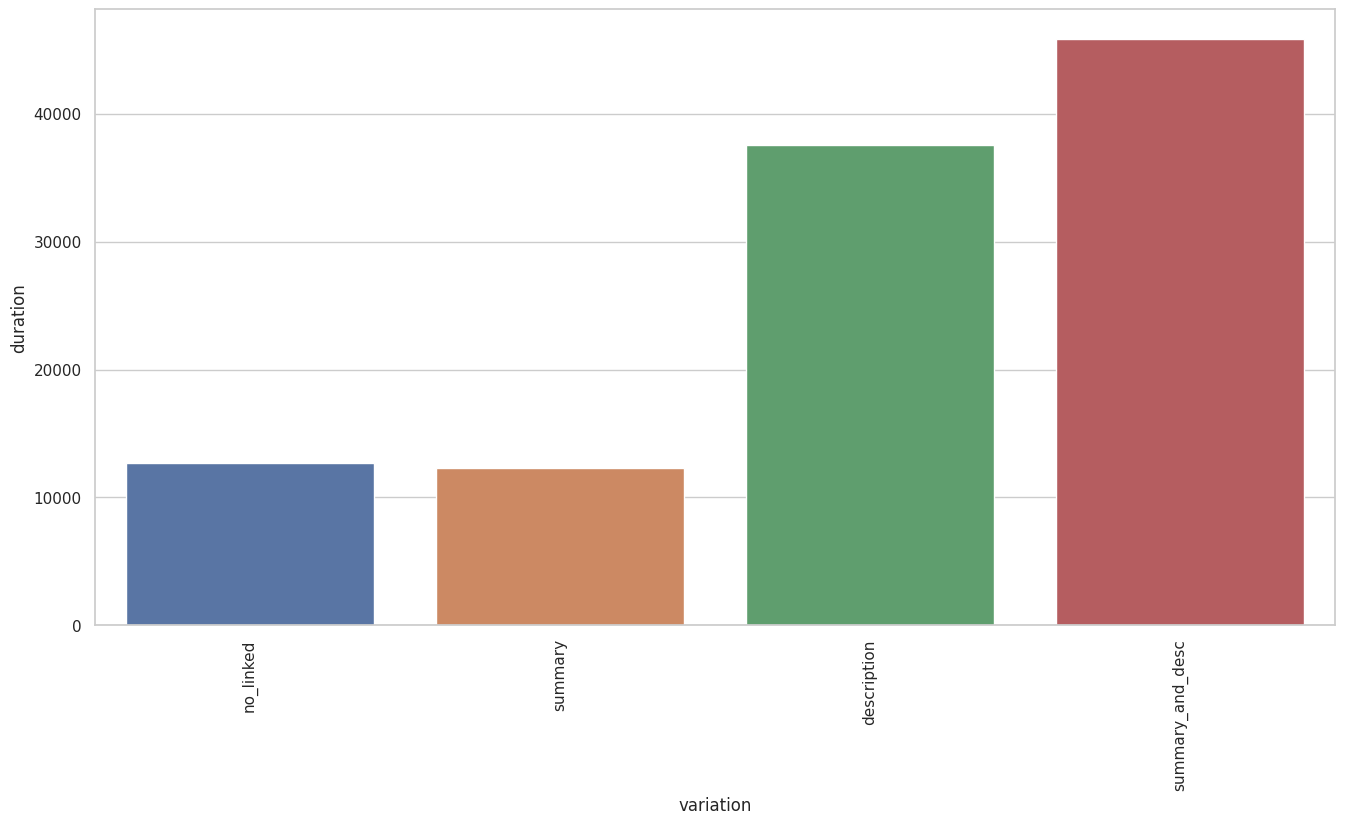 40000
30000
20000
10000
0
duration
no_linked
summary
description
summary_and_desc
variation